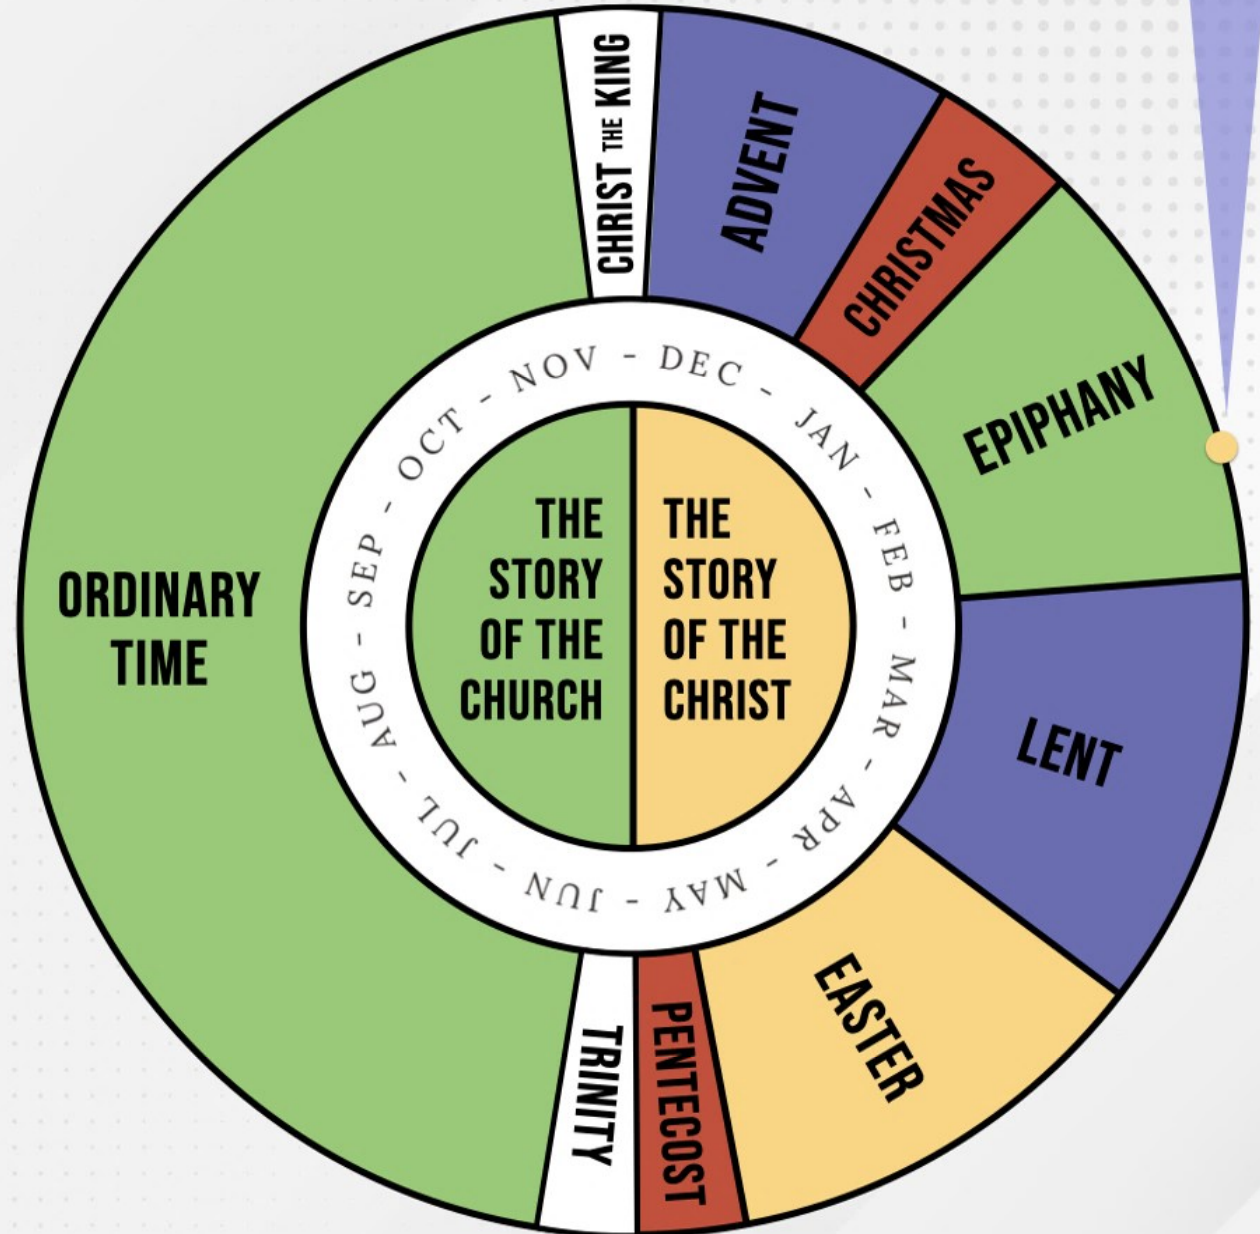 CHRIST THE KING
ADVENT
CHRISTMAS
EPIPHANY
LENT
EASTER
PENTECOST
TRINITY
ORDINARY
TIME
DEC - JAN - FEB - MAR - APR - MAY - JUN - JUL - AUG - SEP - OCT - NOV -
THE
STORY
OF THE
CHURCH
THE
STORY
OF THE
CHRIST